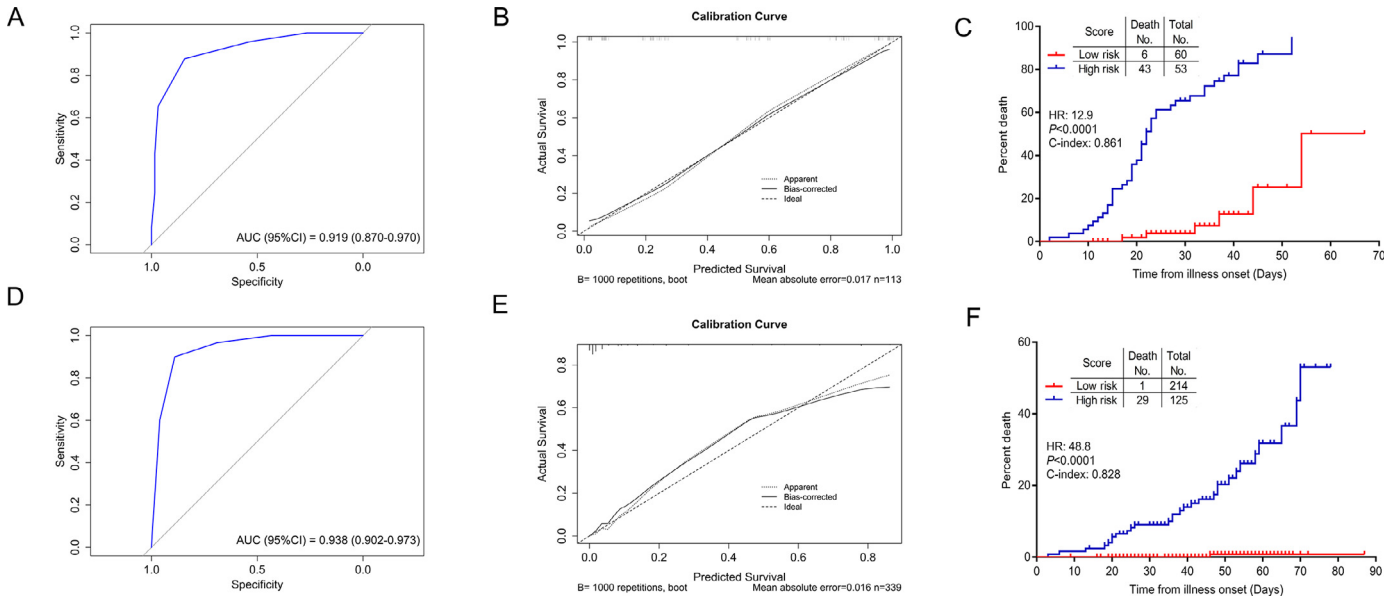 A
1.0
0.8
0.6
0.4
0.2
0.0
Sensitivity
AUC (95%CI) = 0.919 (0.870-0.970)
1.0 0.5 0.0
Specificity
B
Calibration Curve
1.0
0.8
0.6
0.4
0.2
0.0
Actual Survival
Apparent
Bias-corrected
Ideal
0.0 0.2 0.4 0.6 0.8 1.0
Predicted Survival
B= 1000 repetitions, boot Mean absolute error=0.017 n=113
C
100
80
60
40
20
0
Percent death
Score Death No. Total No.
Low risk 6 60
High risk 43 53
HR: 12.9
P<0.0001
C-index: 0.861
0 10 20 30 40 50 60 70
Time from illness onset (Days)
D
1.0
0.8
0.6
0.4
0.2
0.0
Sensitivity
AUC (95%CI) = 0.938 (0.902-0.973)
1.0 0.5 0.0
Specificity
E
Calibration Curve
0.8
0.6
0.4
0.2
0.0
Actual Survival
Apparent
Bias-corrected
Ideal
0.0 0.2 0.4 0.6 0.8
Predicted Survival
B= 1000 repetitions, boot Mean absolute error=0.016 n=339
F
60
40
20
0
Percent death
Score Death No. Total No.
Low risk 1 214
High risk 29 125
HR: 48.8
P<0.0001
C-index: 0.828
0 10 20 30 40 50 60 70 80 90
Time from illness onset (Days)